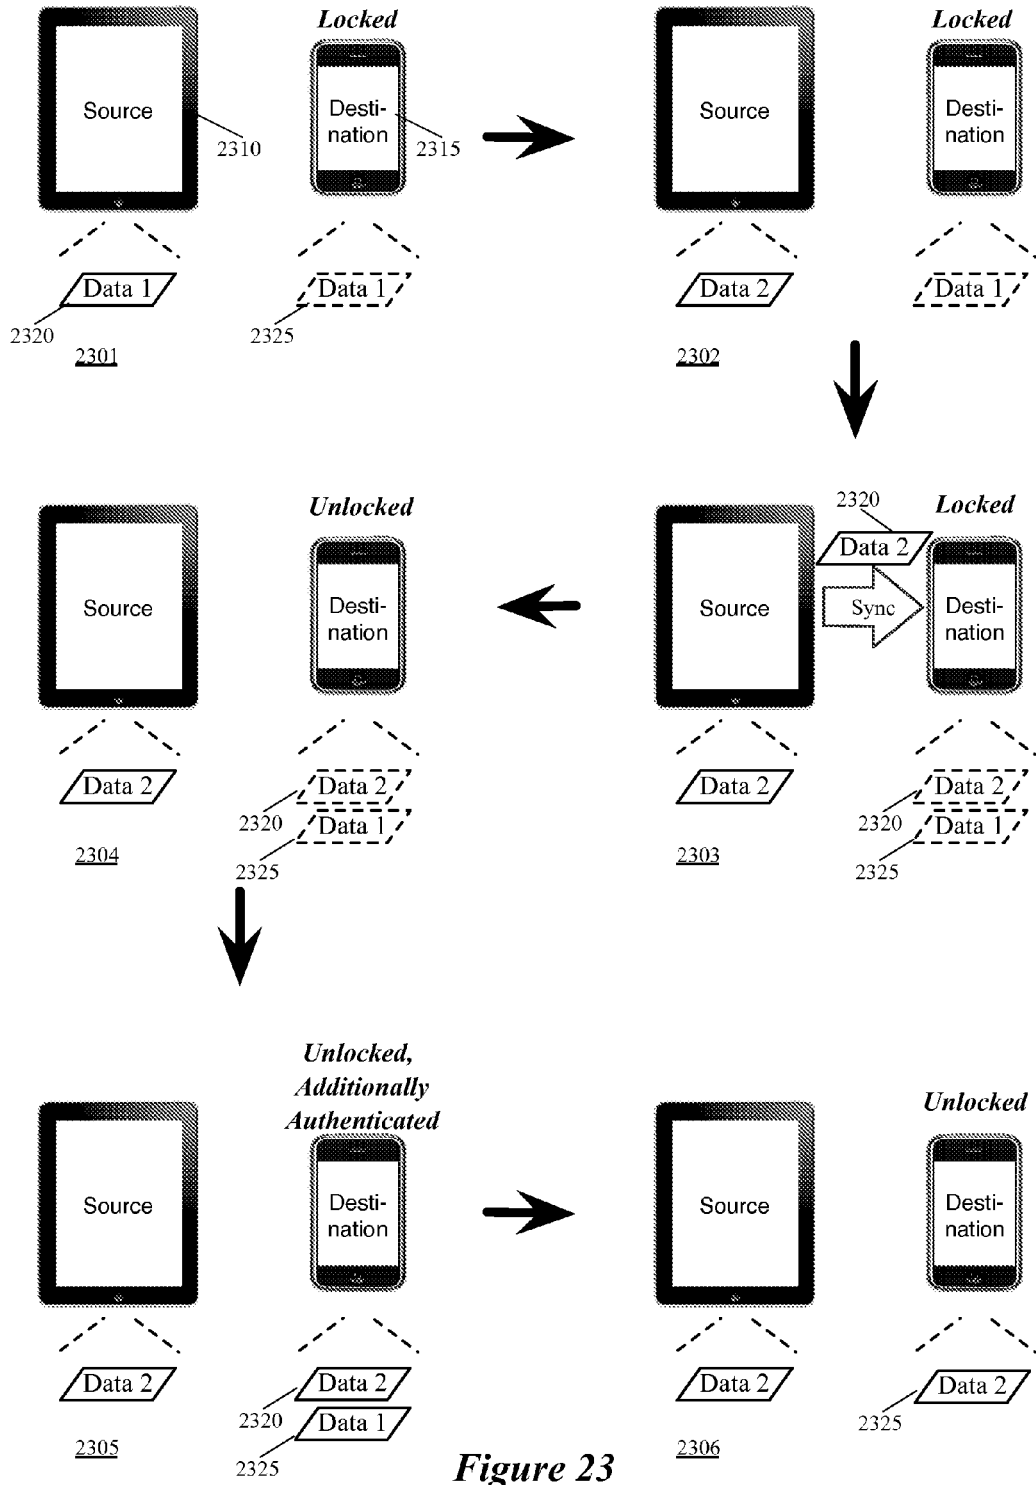 Locked
Source
Desti-
nation
2310
2315
Data 1
Data 1
2320
2325
2301
Locked
Source
Desti-
nation
Data 2
Data 1
2302
2320
Locked
Data 2
Source
Sync
Desti-
nation
Data 2
Data 2
2320
Data 1
2325
2303
Unlocked
Source
Desti-
nation
Data 2
Data 2
2320
Data 1
2325
2304
Unlocked,
Additionally
Authenticated
Source
Desti-
nation
Data 2
Data 2
2320
Data 1
2325
2305
Unlocked
Source
Desti-
nation
Data 2
Data 2
2325
2306
Figure 23